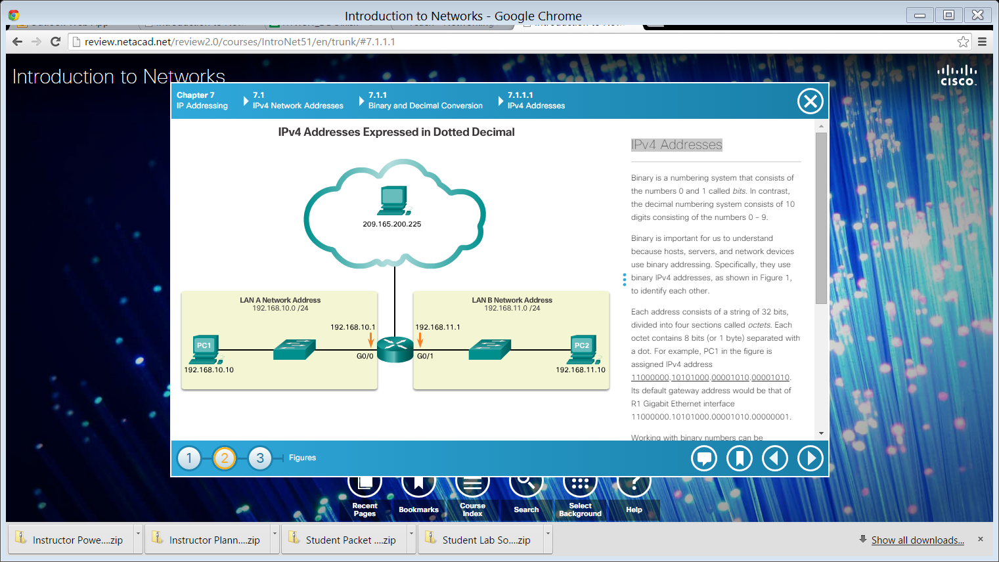 Introduction to Networks - Google Chrome
review.netacad.net/review2.0/courses/IntroNet51/en/trunk/#7.1.1.1
Introduction to Networks
CISCO
Chapter 7
IP Addressing
7.1
IPv4 Network Addresses
7.1.1
Binary and Decimal Conversion
7.1.1.1
IPv4 Addresses
IPv4 Addresses Expressed in Dotted Decimal
209.165.200.225
LAN A Network Address
192.168.10.0 /24
192.168.10.1
PC1
G0/0
192.168.10.10
LAN B Network Address
192.168.11.0 /24
192.168.11.1
PC2
G0/1
192.168.11.10
IPv4 Addresses
Binary is a numbering system that consists of
the numbers 0 and 1 called bits. In contrast,
the decimal numbering system consists of 10
digits consisting of the numbers 0 – 9.
Binary is important for us to understand
because hosts, servers, and network devices
use binary addressing. Specifically, they use
binary IPv4 addresses, as shown in Figure 1,
to identify each other.
Each address consists of a string of 32 bits,
divided into four sections called octets. Each
octet contains 8 bits (or 1 byte) separated with
a dot. For example, PC1 in the figure is
assigned IPv4 address
11000000.10101000.00001010.00001010.
Its default gateway address would be that of
R1 Gigabit Ethernet interface
11000000.10101000.00001010.00000001.
Working with binary numbers can be
1
2
3
Figures
Recent
Pages
Bookmarks
Course
Index
Search
Select
Background
Help
Instructor Powe....zip
Instructor Plann....zip
Student Packet ....zip
Student Lab So....zip
Show all downloads...